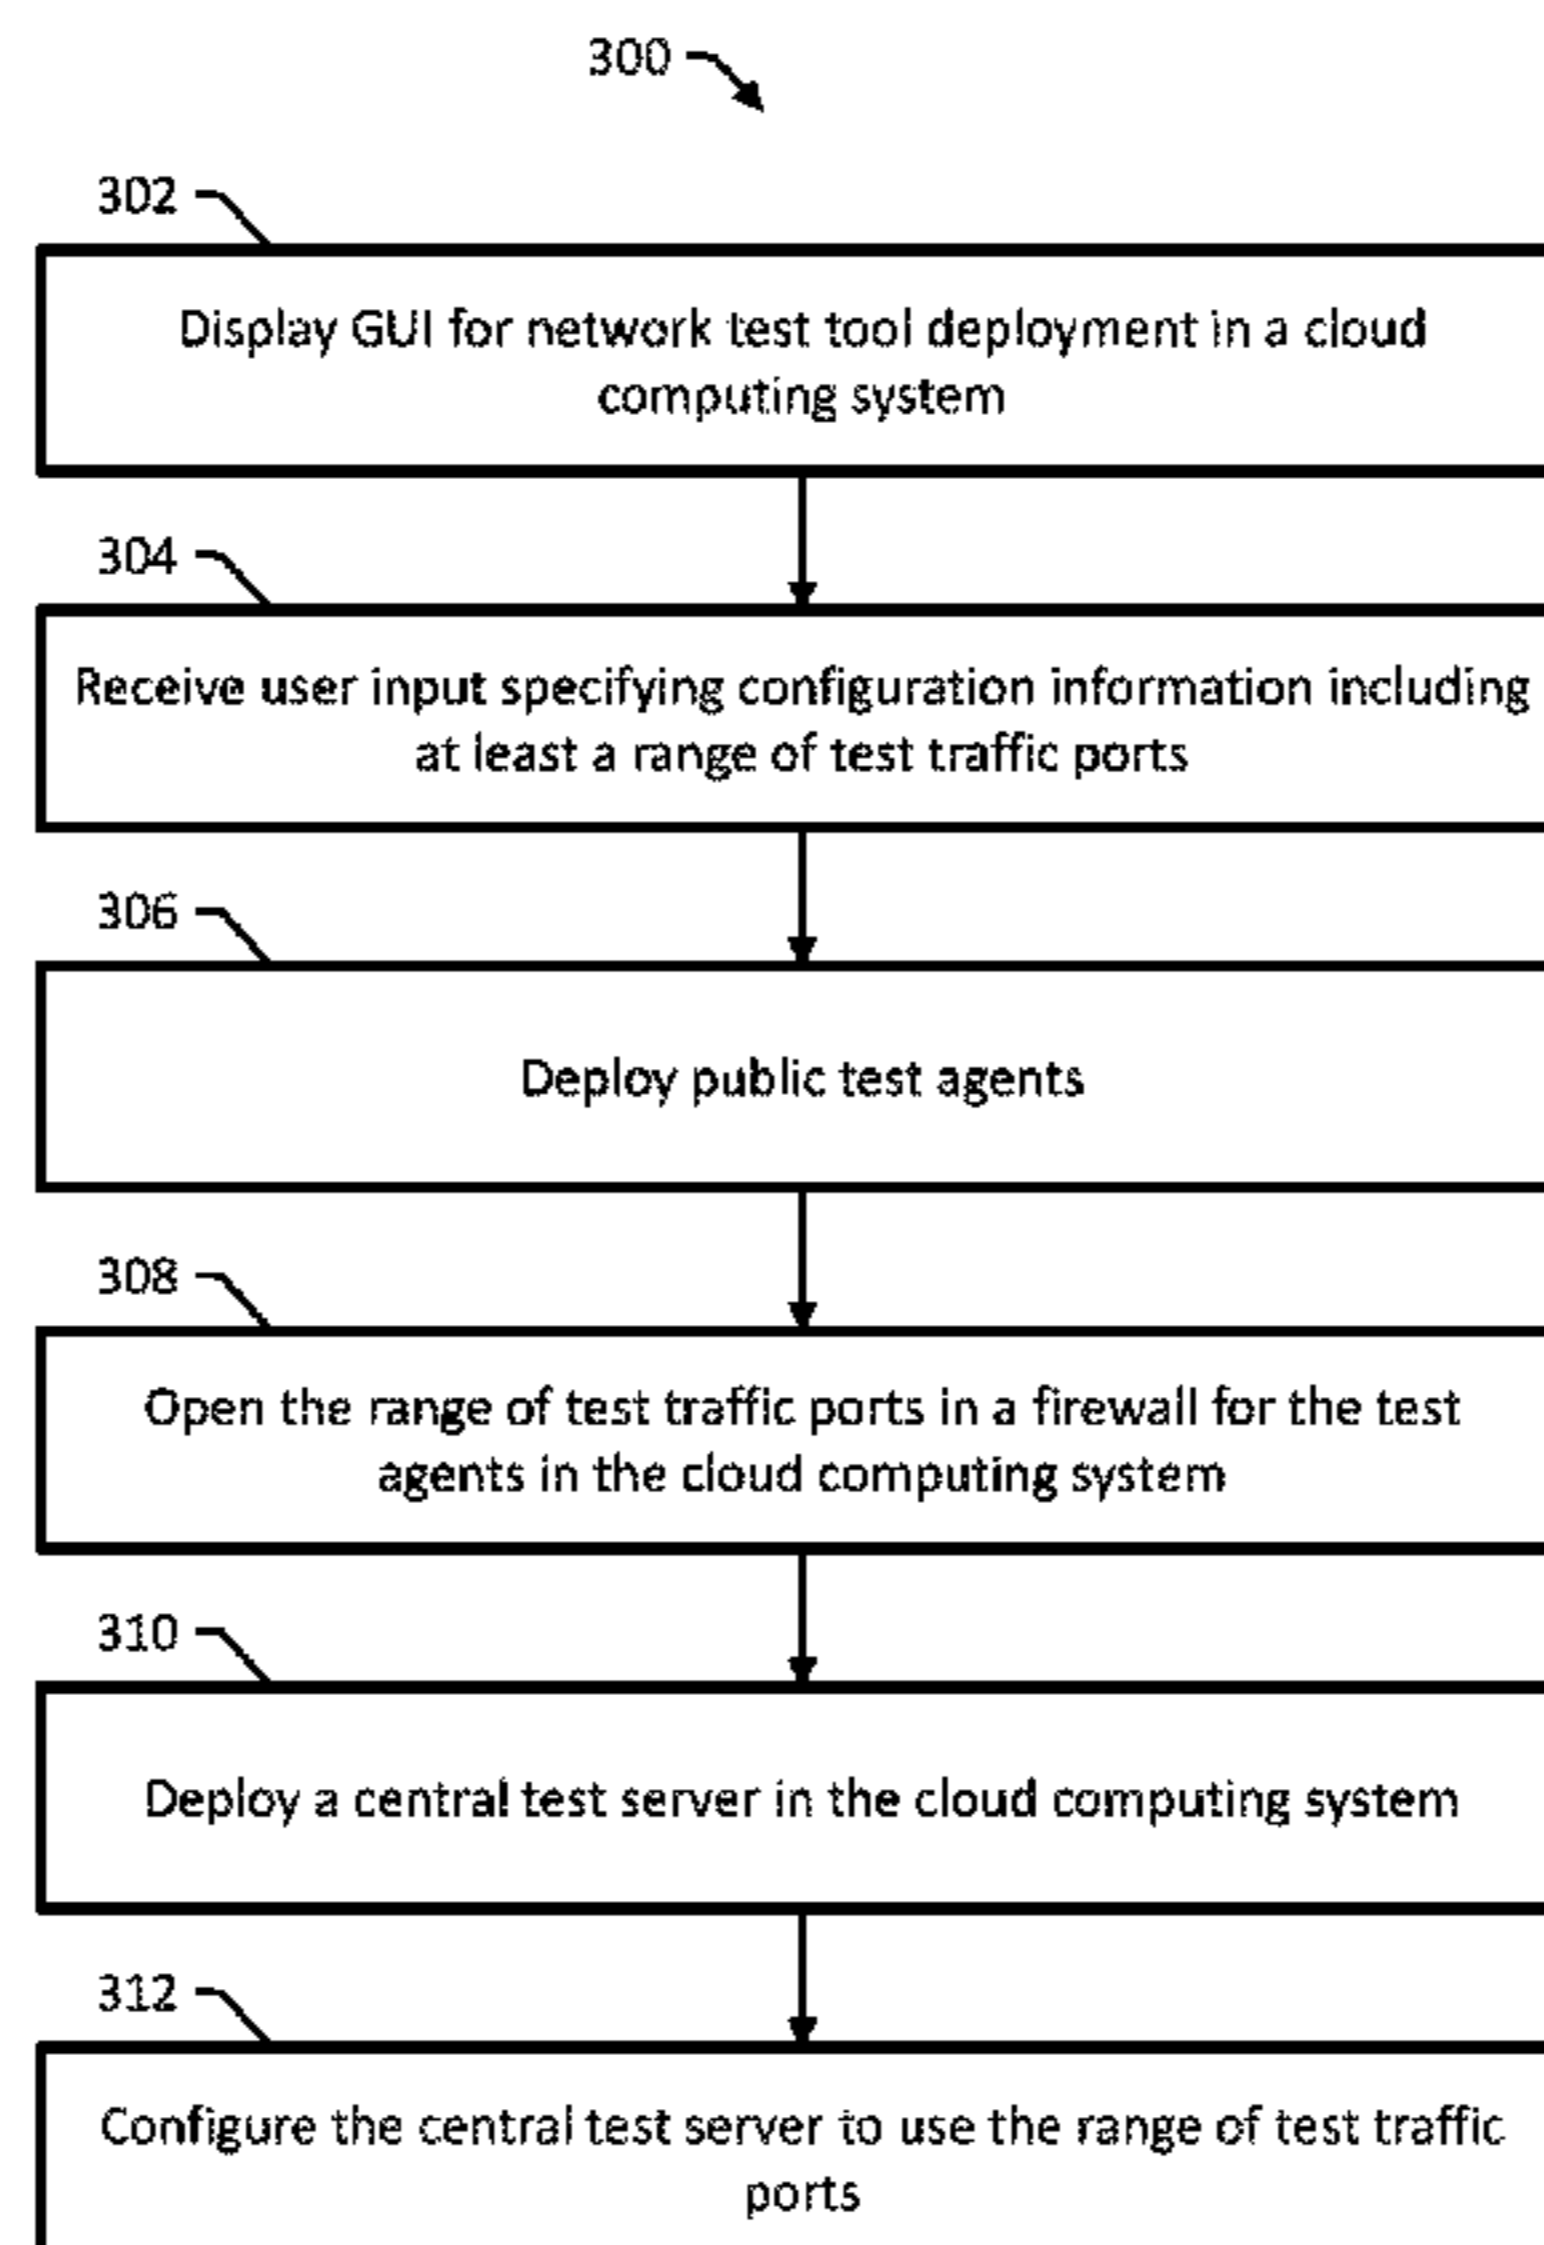 300
302
Display GUI for network test tool deployment in a cloud
computing system
304
Receive user input specifying configuration information including
at least a range of test traffic ports
306
Deploy public test agents
308
Open the range of test traffic ports in a firewall for the test
agents in the cloud computing system
310
Deploy a central test server in the cloud computing system
312
Configure the central test server to use the range of test traffic
ports